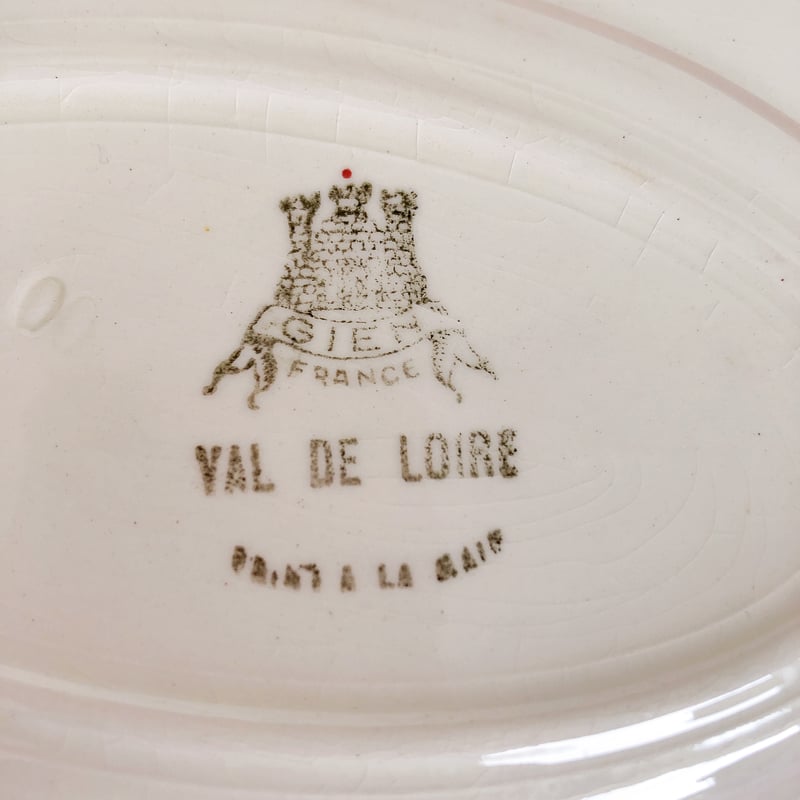 GIEN
FRANCE
VAL DE LOIRE
PEINT A LA MAIN